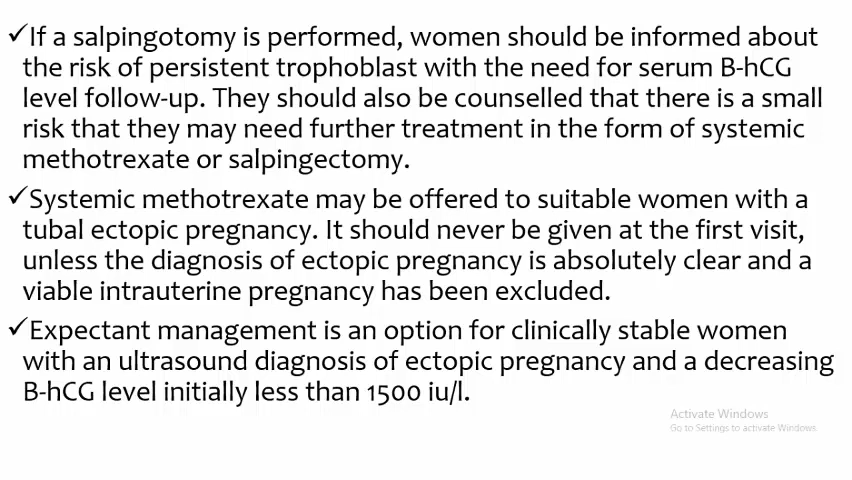 ✓If a salpingotomy is performed, women should be informed about
the risk of persistent trophoblast with the need for serum B-hCG
level follow-up. They should also be counselled that there is a small
risk that they may need further treatment in the form of systemic
methotrexate or salpingectomy.
✓Systemic methotrexate may be offered to suitable women with a
tubal ectopic pregnancy. It should never be given at the first visit,
unless the diagnosis of ectopic pregnancy is absolutely clear and a
viable intrauterine pregnancy has been excluded.
✓Expectant management is an option for clinically stable women
with an ultrasound diagnosis of ectopic pregnancy and a decreasing
B-hCG level initially less than 1500 iu/l.
Activate Windows
Go to Settings to activate Windows.